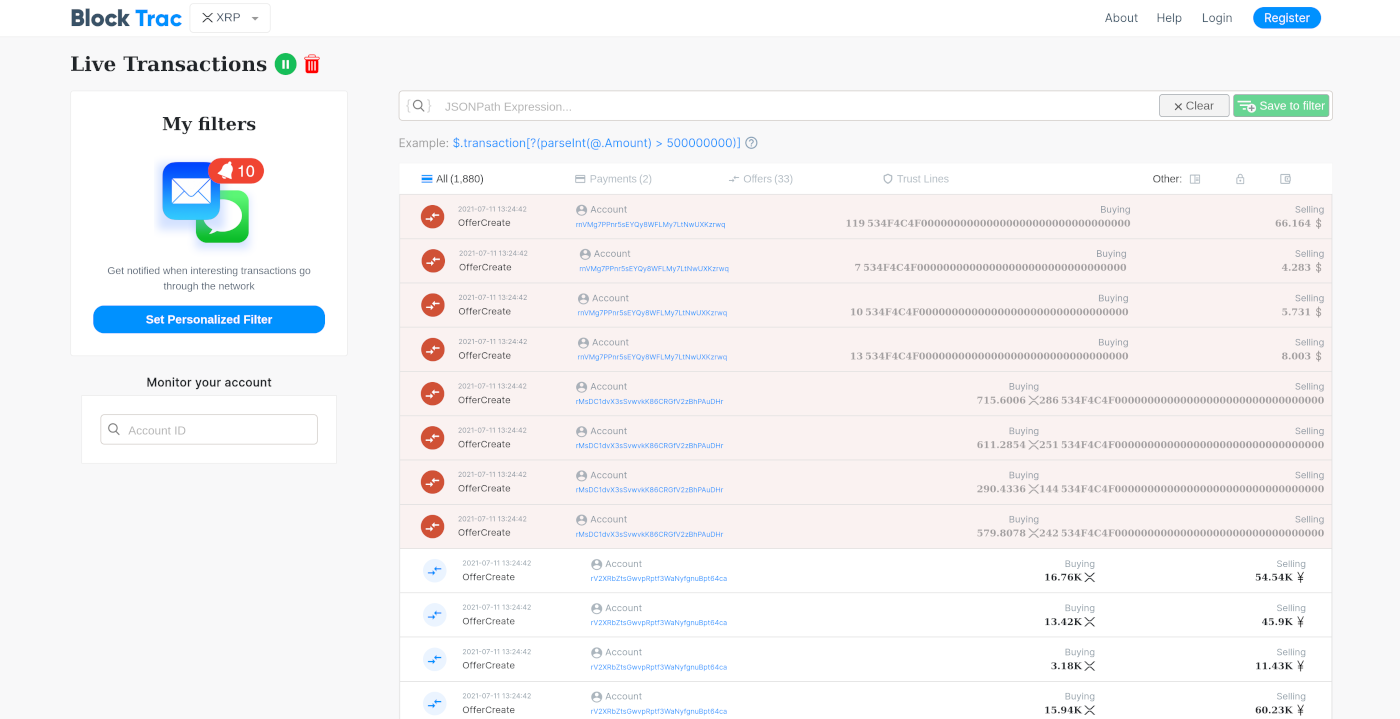 Block Trac
XRP
About
Help
Login
Register
Live Transactions
My filters
10
Get notified when interesting transactions go
through the network
Set Personalized Filter
Monitor your account
Account ID
JSONPath Expression...
Clear
Save to filter
Example: $.transaction[?(parseInt(@.Amount) > 500000000)]
All (1,880)
Payments (2)
Offers (33)
Trust Lines
Other:
2021-07-11 13:24:42 Account Buying Selling
OfferCreate rnVMg7PPnr5sEYQy8WFLMy7LtNwUXKzrwq 119 534F4C4F00000000000000000000000000000000 66.164 $
2021-07-11 13:24:42 Account Buying Selling
OfferCreate rnVMg7PPnr5sEYQy8WFLMy7LtNwUXKzrwq 7 534F4C4F00000000000000000000000000000000 4.283 $
2021-07-11 13:24:42 Account Buying Selling
OfferCreate rnVMg7PPnr5sEYQy8WFLMy7LtNwUXKzrwq 10 534F4C4F00000000000000000000000000000000 5.731 $
2021-07-11 13:24:42 Account Buying Selling
OfferCreate rnVMg7PPnr5sEYQy8WFLMy7LtNwUXKzrwq 13 534F4C4F00000000000000000000000000000000 8.003 $
2021-07-11 13:24:42 Account Buying Selling
OfferCreate rMsDC1dvX3sSvwvkK86CRGfV2zBhPAuDHr 715.6006 286 534F4C4F00000000000000000000000000000000
2021-07-11 13:24:42 Account Buying Selling
OfferCreate rMsDC1dvX3sSvwvkK86CRGfV2zBhPAuDHr 611.2854 251 534F4C4F00000000000000000000000000000000
2021-07-11 13:24:42 Account Buying Selling
OfferCreate rMsDC1dvX3sSvwvkK86CRGfV2zBhPAuDHr 290.4336 144 534F4C4F00000000000000000000000000000000
2021-07-11 13:24:42 Account Buying Selling
OfferCreate rMsDC1dvX3sSvwvkK86CRGfV2zBhPAuDHr 579.8078 242 534F4C4F00000000000000000000000000000000
2021-07-11 13:24:42 Account Buying Selling
OfferCreate rV2XRbZtsGwvpRptf3WaNyfgnuBpt64ca 16.76K 54.54K ¥
2021-07-11 13:24:42 Account Buying Selling
OfferCreate rV2XRbZtsGwvpRptf3WaNyfgnuBpt64ca 13.42K 45.9K ¥
2021-07-11 13:24:42 Account Buying Selling
OfferCreate rV2XRbZtsGwvpRptf3WaNyfgnuBpt64ca 3.18K 11.43K ¥
2021-07-11 13:24:42 Account Buying Selling
OfferCreate rV2XRbZtsGwvpRptf3WaNyfgnuBpt64ca 15.94K 60.23K ¥